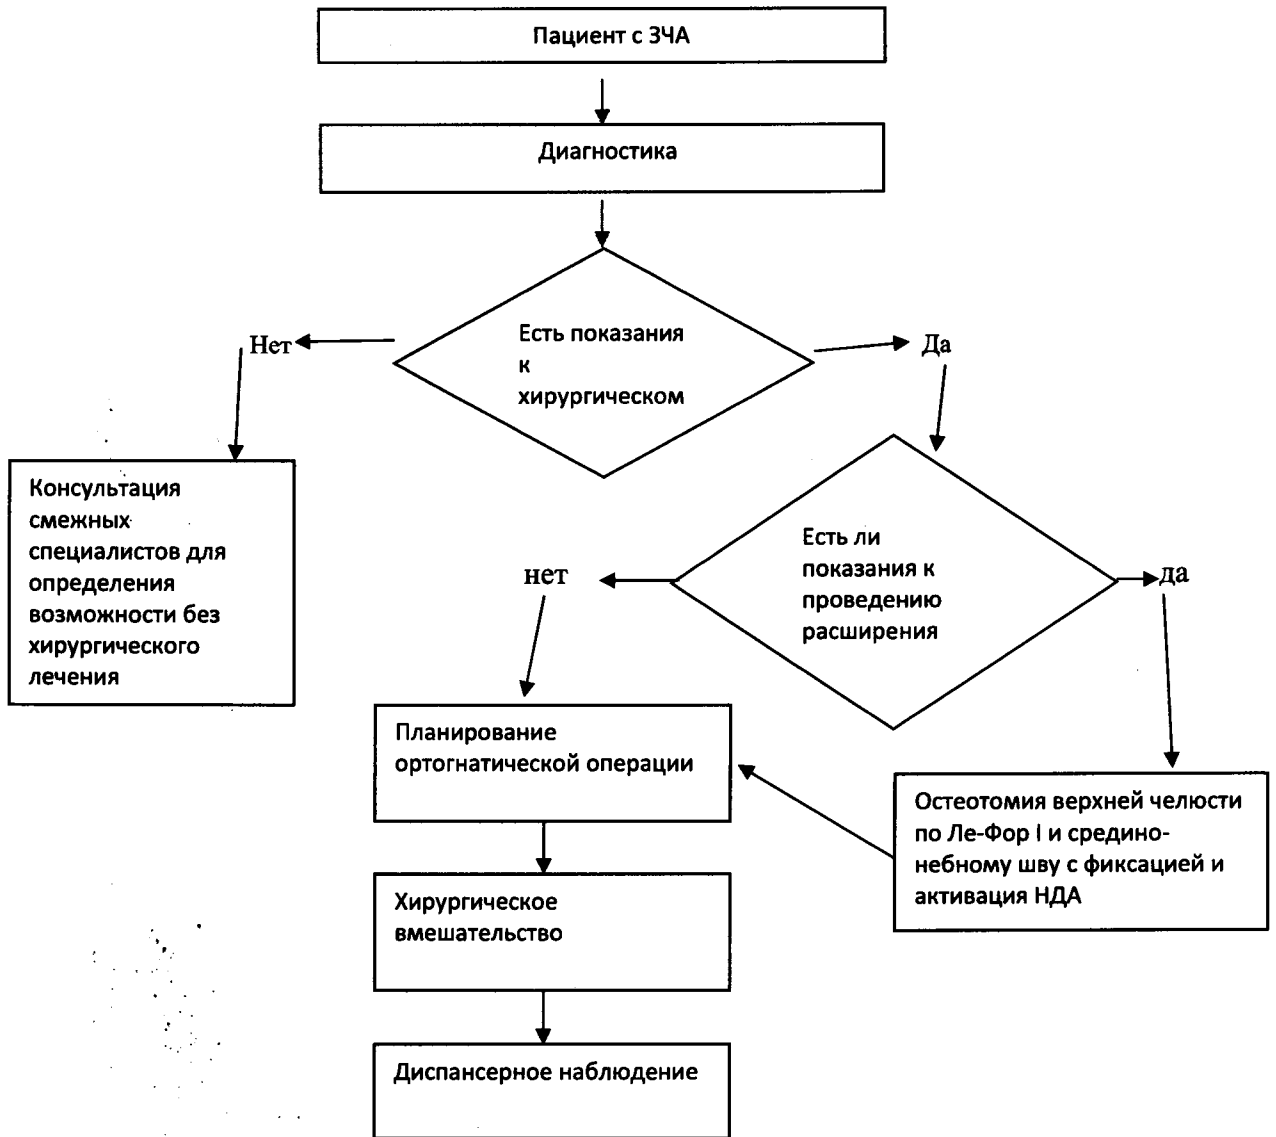 Пациент с ЗЧА
Диагностика
Есть показания
к
хирургическом
Нет
Да
Консультация
смежных
специалистов для
определения
возможности без
хирургического
лечения
Есть ли
показания к
проведению
расширения
нет
да
Планирование
ортогнатической операции
Остеотомия верхней челюсти
по Ле-Фор I и средино-
небному шву с фиксацией и
активация НДА
Хирургическое
вмешательство
Диспансерное наблюдение